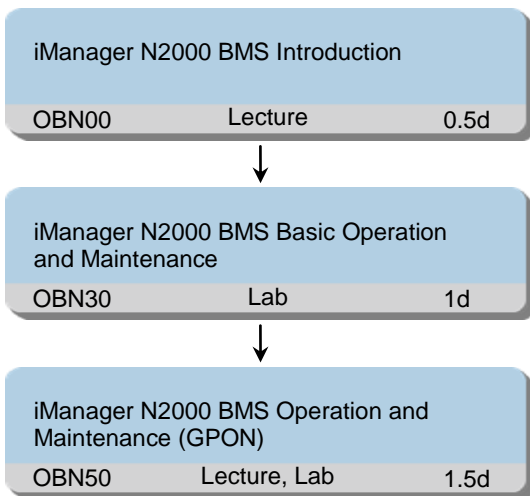 iManager N2000 BMS Introduction
OBN00 Lecture 0.5d
iManager N2000 BMS Basic Operation
and Maintenance
OBN30 Lab 1d
iManager N2000 BMS Operation and
Maintenance (GPON)
OBN50 Lecture, Lab 1.5d